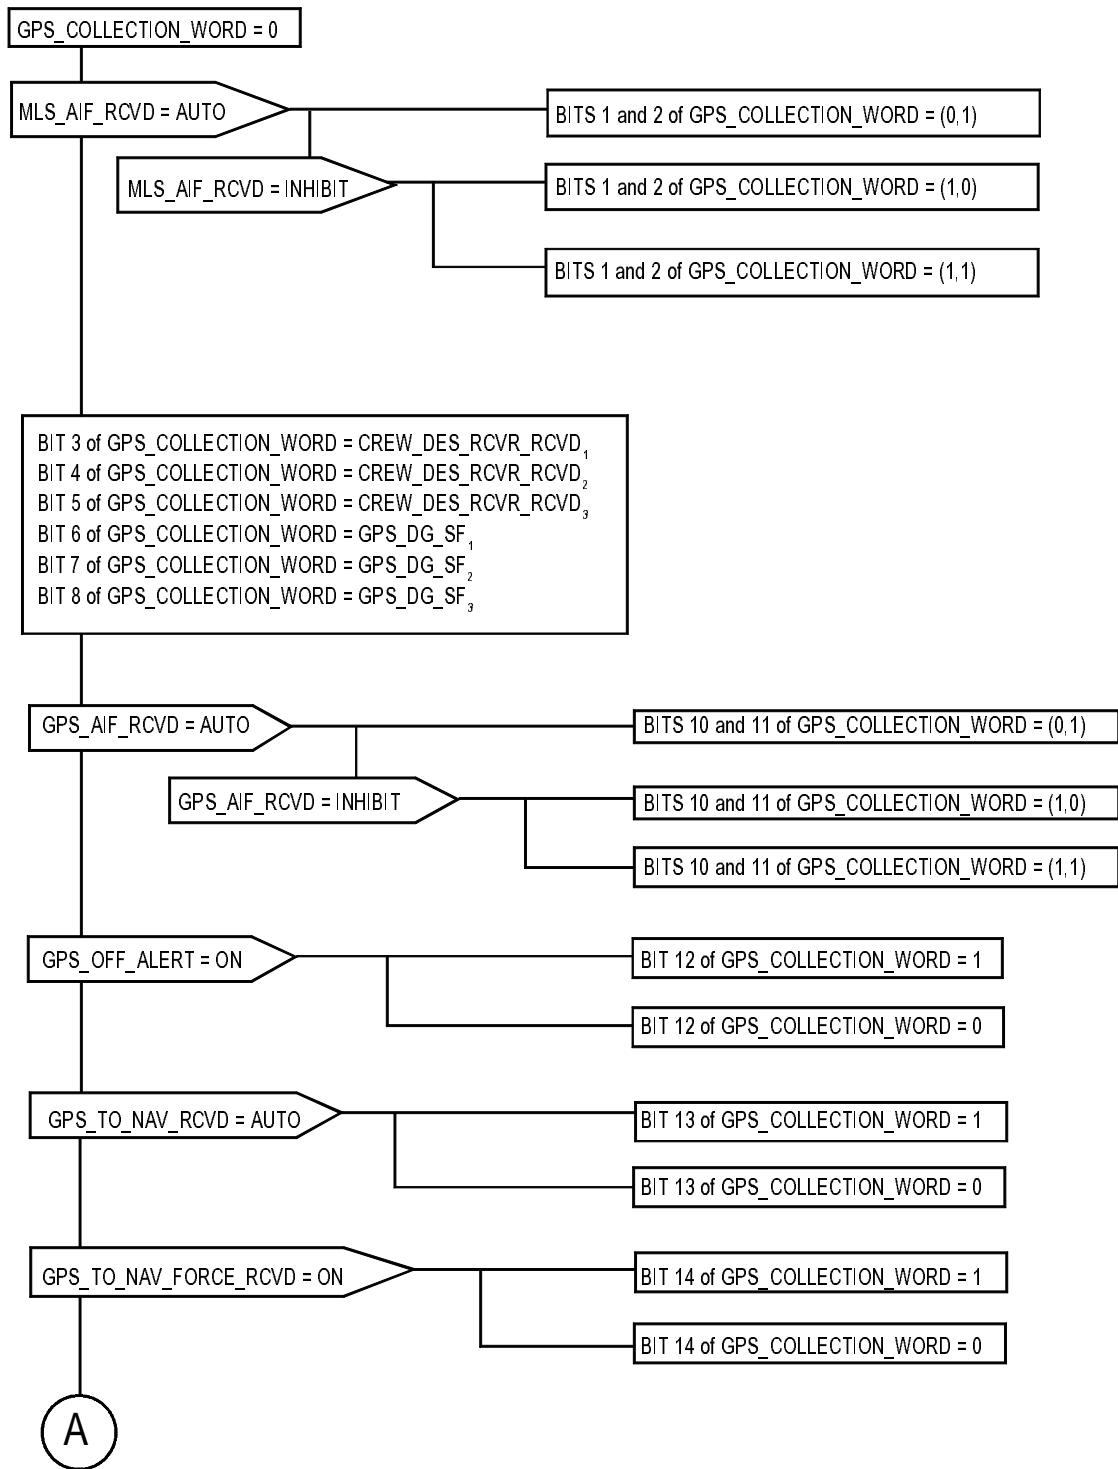 GPS_COLLECTION_WORD = 0
MLS_AIF_RCVD = AUTO
BITS 1 and 2 of GPS_COLLECTION_WORD = (0,1)
MLS_AIF_RCVD = INHIBIT
BITS 1 and 2 of GPS_COLLECTION_WORD = (1,0)
BITS 1 and 2 of GPS_COLLECTION_WORD = (1,1)
BIT 3 of GPS_COLLECTION_WORD = CREW_DES_RCVR_RCVD₁
BIT 4 of GPS_COLLECTION_WORD = CREW_DES_RCVR_RCVD₂
BIT 5 of GPS_COLLECTION_WORD = CREW_DES_RCVR_RCVD₃
BIT 6 of GPS_COLLECTION_WORD = GPS_DG_SF₁
BIT 7 of GPS_COLLECTION_WORD = GPS_DG_SF₂
BIT 8 of GPS_COLLECTION_WORD = GPS_DG_SF₃
GPS_AIF_RCVD = AUTO
BITS 10 and 11 of GPS_COLLECTION_WORD = (0,1)
GPS_AIF_RCVD = INHIBIT
BITS 10 and 11 of GPS_COLLECTION_WORD = (1,0)
BITS 10 and 11 of GPS_COLLECTION_WORD = (1,1)
GPS_OFF_ALERT = ON
BIT 12 of GPS_COLLECTION_WORD = 1
BIT 12 of GPS_COLLECTION_WORD = 0
GPS_TO_NAV_RCVD = AUTO
BIT 13 of GPS_COLLECTION_WORD = 1
BIT 13 of GPS_COLLECTION_WORD = 0
GPS_TO_NAV_FORCE_RCVD = ON
BIT 14 of GPS_COLLECTION_WORD = 1
BIT 14 of GPS_COLLECTION_WORD = 0
A